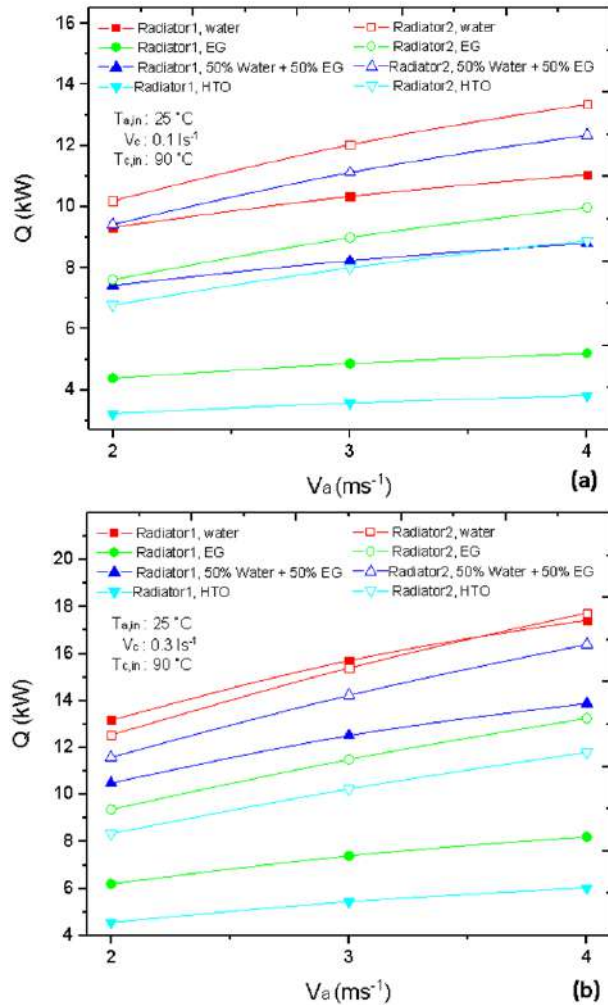 16
14
12
10
8
6
4
Q (kW)
Radiator1, water
Radiator2, water
Radiator1, EG
Radiator2, EG
Radiator1, 50% Water + 50% EG
Radiator2, 50% Water + 50% EG
Radiator1, HTO
Radiator2, HTO
Ta,in : 25 °C
Vc : 0.1 ls-1
Tc,in : 90 °C
2 3 4
Va (ms-1)
(a)
20
18
16
14
12
10
8
6
4
Q (kW)
Radiator1, water
Radiator2, water
Radiator1, EG
Radiator2, EG
Radiator1, 50% Water + 50% EG
Radiator2, 50% Water + 50% EG
Radiator1, HTO
Radiator2, HTO
Ta,in : 25 °C
Vc : 0.3 ls-1
Tc,in : 90 °C
2 3 4
Va (ms-1)
(b)